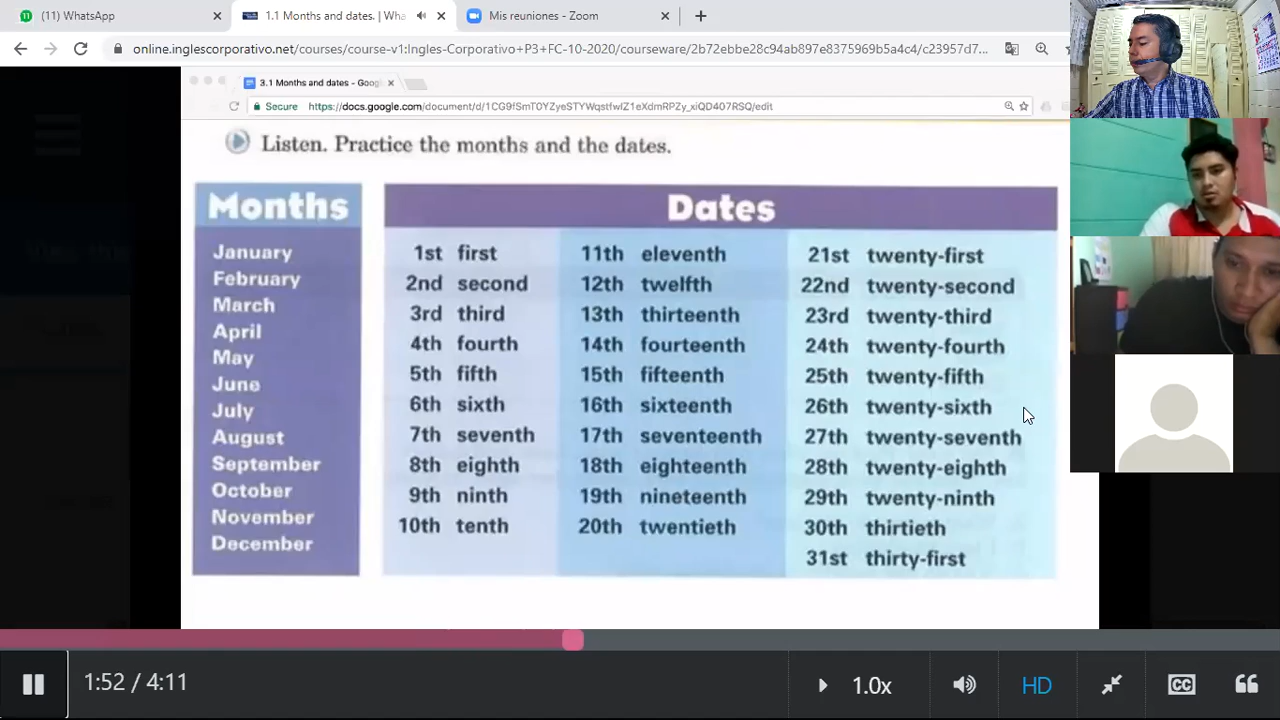 (11) WhatsApp
1.1 Months and dates. | Wha
Mis reuniones - Zoom
online.inglescorporativo.net/courses/course-v1:Ingles-Corporativo+P3+FC-10-2020/courseware/2b72ebbe28c94ab897e8375969b5a4c4/c23957d7...
3.1 Months and dates - Goog
Secure https://docs.google.com/document/d/1CG9fSmT0YZyeSTYWqstfwIZ1eXdmRPZy_xiQD407RSQ/edit
Listen. Practice the months and the dates.
Months
January
February
March
April
May
June
July
August
September
October
November
December
Dates
1st first
2nd second
3rd third
4th fourth
5th fifth
6th sixth
7th seventh
8th eighth
9th ninth
10th tenth
11th eleventh
12th twelfth
13th thirteenth
14th fourteenth
15th fifteenth
16th sixteenth
17th seventeenth
18th eighteenth
19th nineteenth
20th twentieth
21st twenty-first
22nd twenty-second
23rd twenty-third
24th twenty-fourth
25th twenty-fifth
26th twenty-sixth
27th twenty-seventh
28th twenty-eighth
29th twenty-ninth
30th thirtieth
31st thirty-first
1:52 / 4:11
1.0x
HD
CC